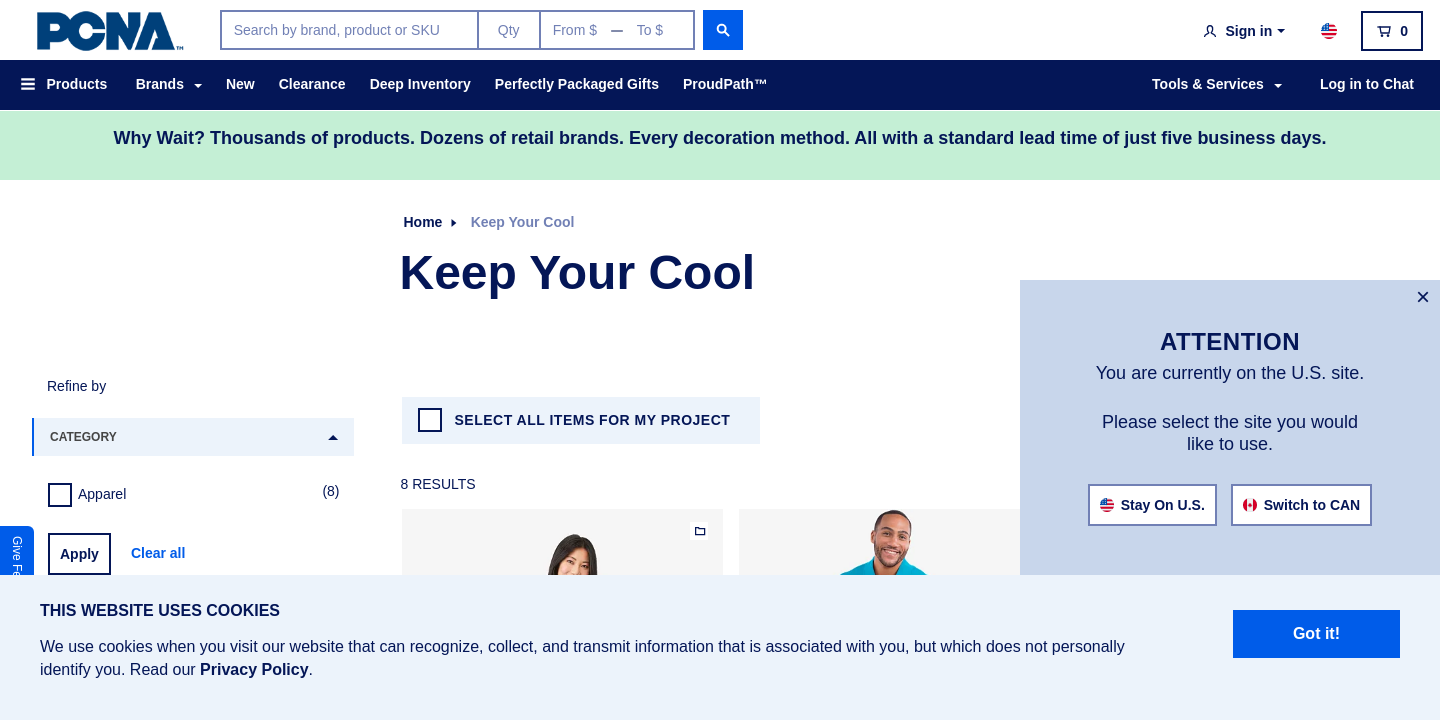 PCNA™
Search by brand, product or SKU
Qty
From $ — To $
Sign in
0
Products
Brands
New
Clearance
Deep Inventory
Perfectly Packaged Gifts
ProudPath™
Tools & Services
Log in to Chat
Why Wait? Thousands of products. Dozens of retail brands. Every decoration method. All with a standard lead time of just five business days.
Home
Keep Your Cool
Keep Your Cool
ATTENTION
You are currently on the U.S. site.
Please select the site you would
like to use.
Stay On U.S.
Switch to CAN
Refine by
CATEGORY
Apparel
(8)
Apply
Clear all
SELECT ALL ITEMS FOR MY PROJECT
8 RESULTS
Give
THIS WEBSITE USES COOKIES
We use cookies when you visit our website that can recognize, collect, and transmit information that is associated with you, but which does not personally
identify you. Read our Privacy Policy.
Got it!